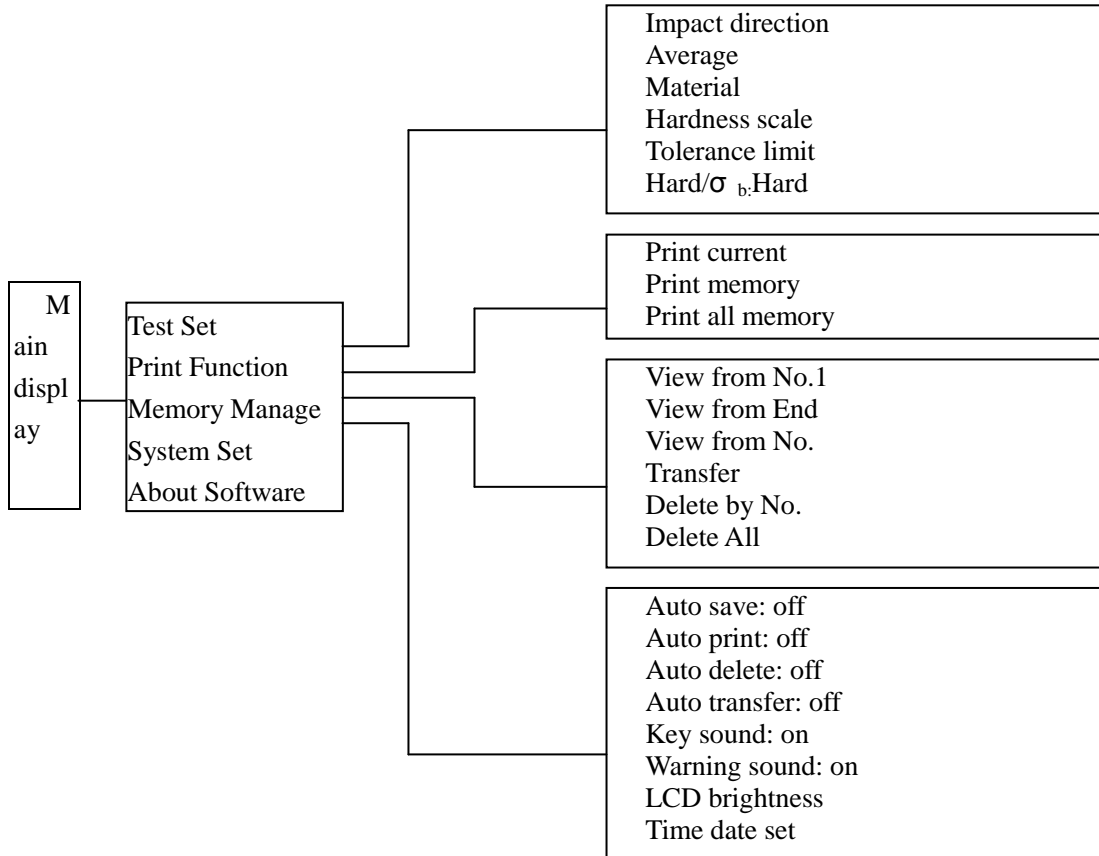 M
ain
displ
ay
Test Set
Print Function
Memory Manage
System Set
About Software
Impact direction
Average
Material
Hardness scale
Tolerance limit
Hard/σ b:Hard
Print current
Print memory
Print all memory
View from No.1
View from End
View from No.
Transfer
Delete by No.
Delete All
Auto save: off
Auto print: off
Auto delete: off
Auto transfer: off
Key sound: on
Warning sound: on
LCD brightness
Time date set